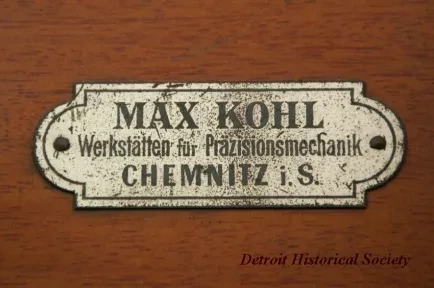 MAX KOHL
Werkstätten für Präzisionsmechanik
CHEMNITZ i. S.
Detroit Historical Society